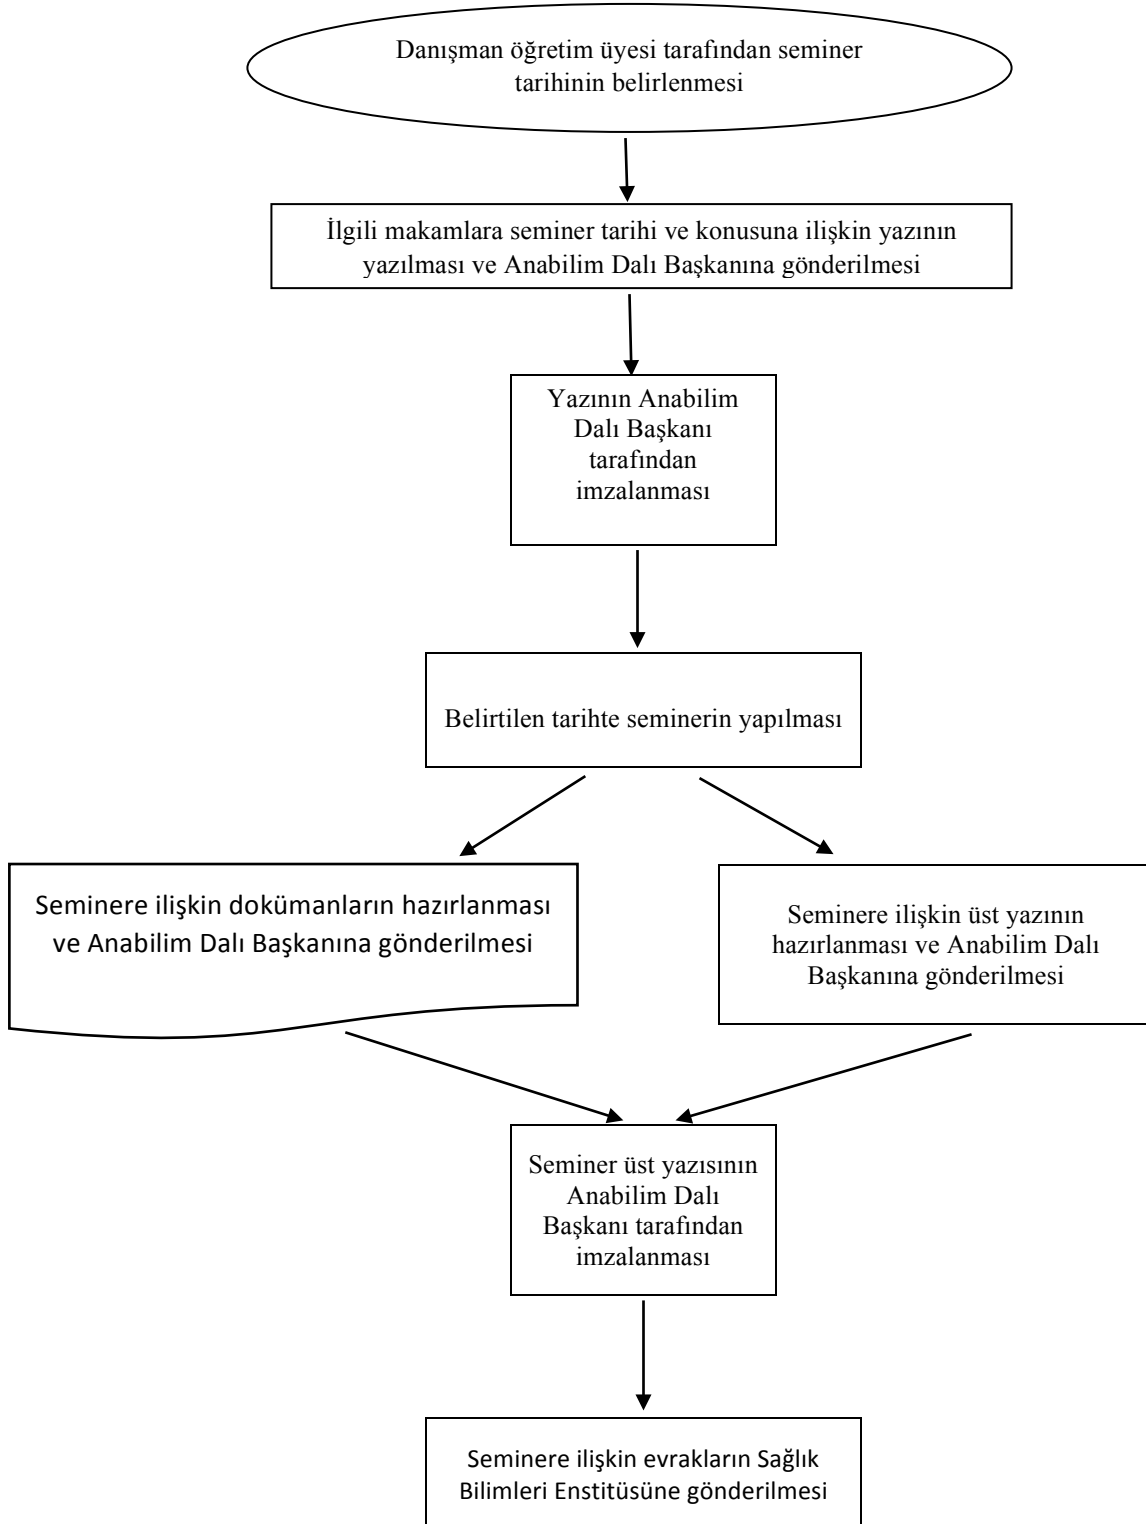 Danışman öğretim üyesi tarafından seminer
tarihinin belirlenmesi
İlgili makamlara seminer tarihi ve konusuna ilişkin yazının
yazılması ve Anabilim Dalı Başkanına gönderilmesi
Yazının Anabilim
Dalı Başkanı
tarafından
imzalanması
Belirtilen tarihte seminerin yapılması
Seminere ilişkin dokümanların hazırlanması
ve Anabilim Dalı Başkanına gönderilmesi
Seminere ilişkin üst yazının
hazırlanması ve Anabilim Dalı
Başkanına gönderilmesi
Seminer üst yazısının
Anabilim Dalı
Başkanı tarafından
imzalanması
Seminere ilişkin evrakların Sağlık
Bilimleri Enstitüsüne gönderilmesi